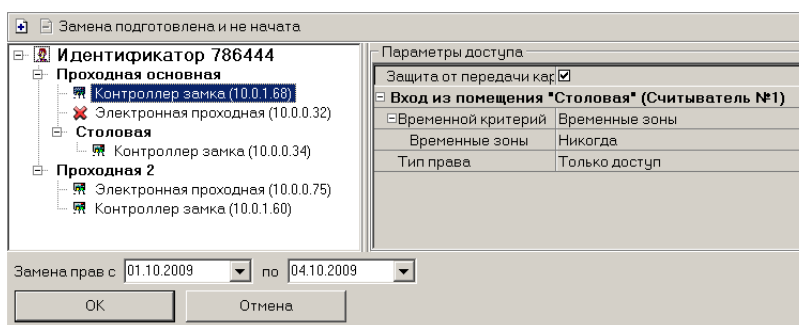 Замена подготовлена и не начата
Идентификатор 786444
Проходная основная
Контроллер замка (10.0.1.68)
Электронная проходная (10.0.0.32)
Столовая
Контроллер замка (10.0.0.34)
Проходная 2
Электронная проходная (10.0.0.75)
Контроллер замка (10.0.1.60)
Параметры доступа
Защита от передачи кар
Вход из помещения "Столовая" (Считыватель №1)
Временной критерий Временные зоны
Временные зоны Никогда
Тип права Только доступ
Замена прав с 01.10.2009 по 04.10.2009
ОК Отмена